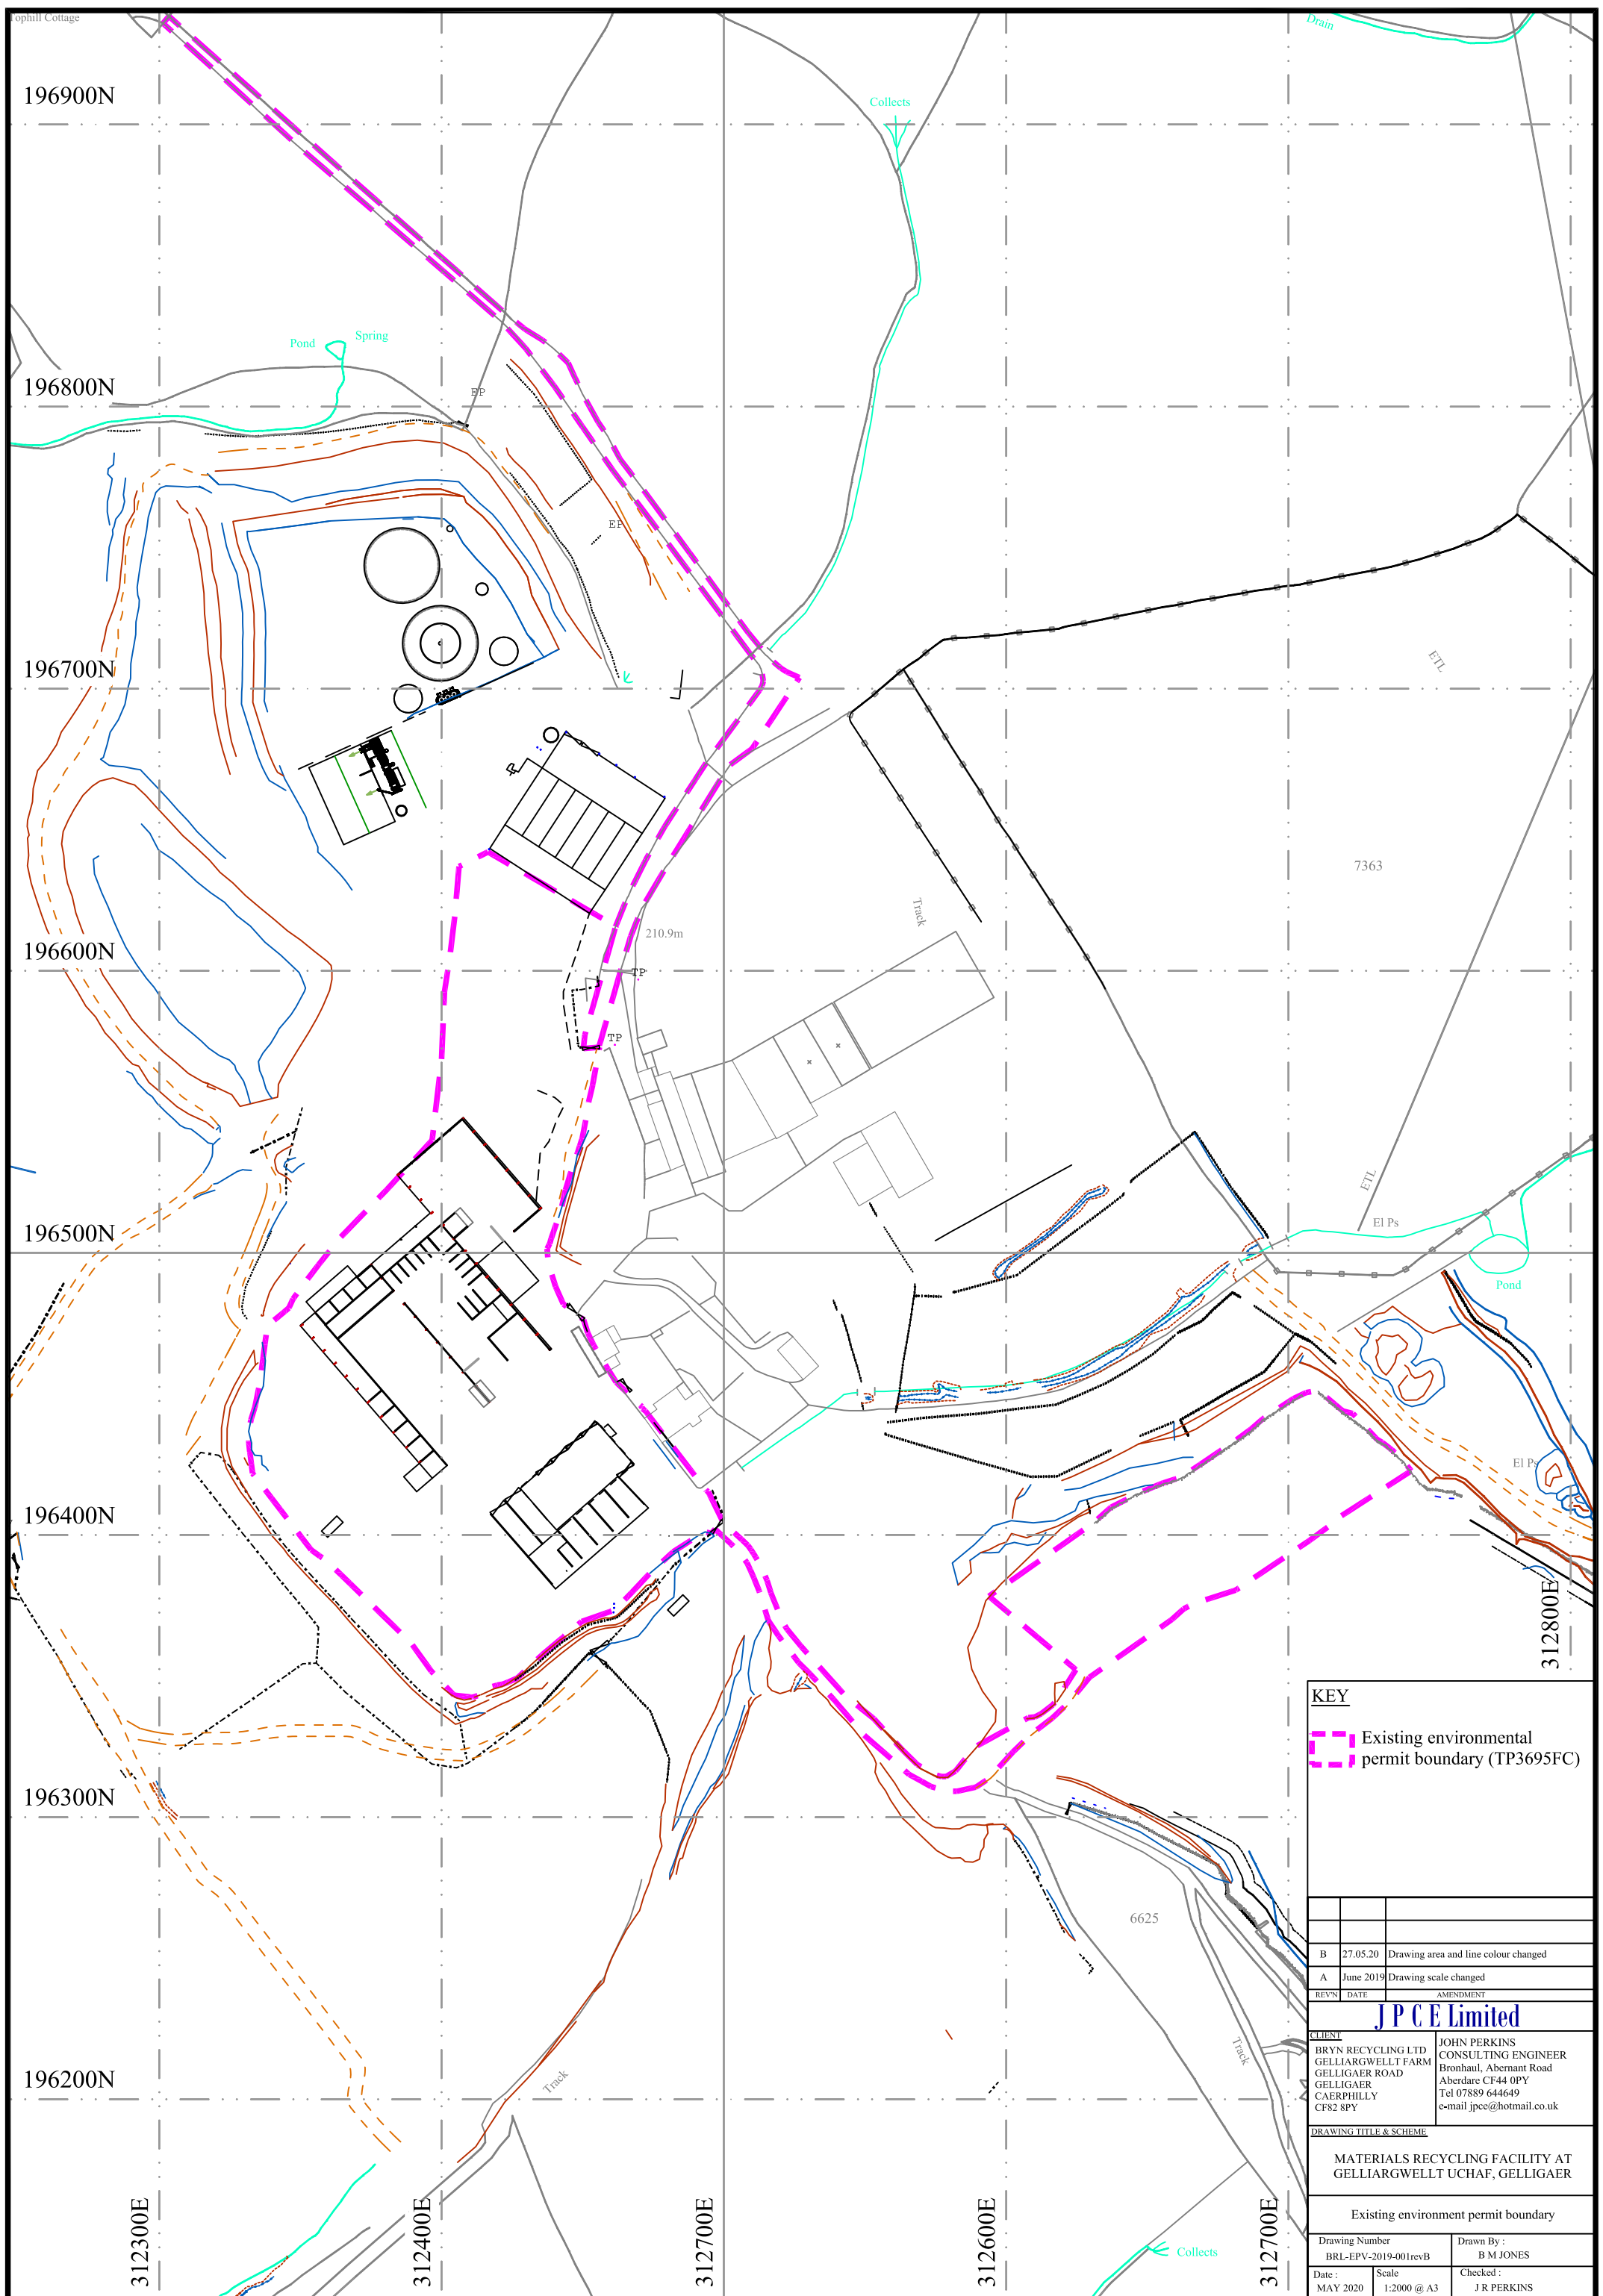 Tophill Cottage
Drain
196900N
Collects
Pond
Spring
196800N
EP
EP
196700N
ETL
7363
Track
210.9m
196600N
TP
TP
ETL
El Ps
196500N
Pond
El Ps
196400N
312800E
KEY
Existing environmental
permit boundary (TP3695FC)
196300N
6625
B 27.05.20 Drawing area and line colour changed
A June 2019 Drawing scale changed
REV'N DATE AMENDMENT
J P C E Limited
CLIENT
BRYN RECYCLING LTD
GELLIARGWELLT FARM
GELLIGAER ROAD
GELLIGAER
CAERPHILLY
CF82 8PY
JOHN PERKINS
CONSULTING ENGINEER
Bronhaul, Abernant Road
Aberdare CF44 0PY
Tel 07889 644649
e-mail jpce@hotmail.co.uk
Track
Track
196200N
DRAWING TITLE & SCHEME
MATERIALS RECYCLING FACILITY AT
GELLIARGWELLT UCHAF, GELLIGAER
Existing environment permit boundary
312300E
312400E
312700E
312600E
312700E
Collects
Drawing Number
BRL-EPV-2019-001revB
Drawn By :
B M JONES
Date :
MAY 2020
Scale
1:2000 @ A3
Checked :
J R PERKINS